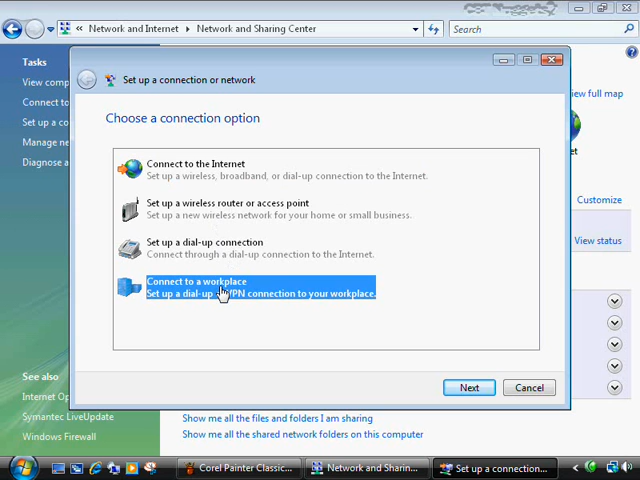 Network and Internet
Network and Sharing Center
Search
Tasks
View comp
Connect to
Set up a co
Manage ne
Diagnose a
iew full map
et
Customize
View status
Set up a connection or network
Choose a connection option
Connect to the Internet
Set up a wireless, broadband, or dial-up connection to the Internet.
Set up a wireless router or access point
Set up a new wireless network for your home or small business.
Set up a dial-up connection
Connect through a dial-up connection to the Internet.
Connect to a workplace
Set up a dial-up VPN connection to your workplace.
Next
Cancel
See also
Internet Op
Symantec LiveUpdate
Windows Firewall
Show me all the files and folders I am sharing
Show me all the shared network folders on this computer
Corel Painter Classic...
Network and Sharin...
Set up a connection...